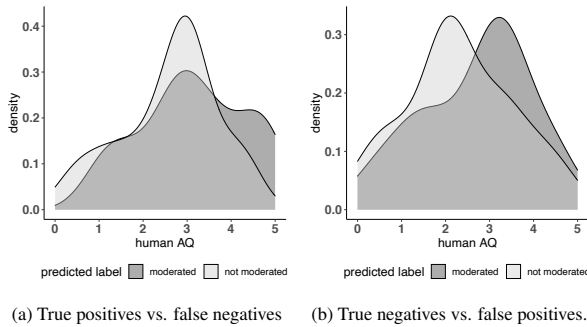 0.4
0.3
0.2
0.1
0.0
density
0 1 2 3 4 5
human AQ
predicted label moderated not moderated
(a) True positives vs. false negatives
0.3
0.2
0.1
0.0
density
0 1 2 3 4 5
human AQ
predicted label moderated not moderated
(b) True negatives vs. false positives.